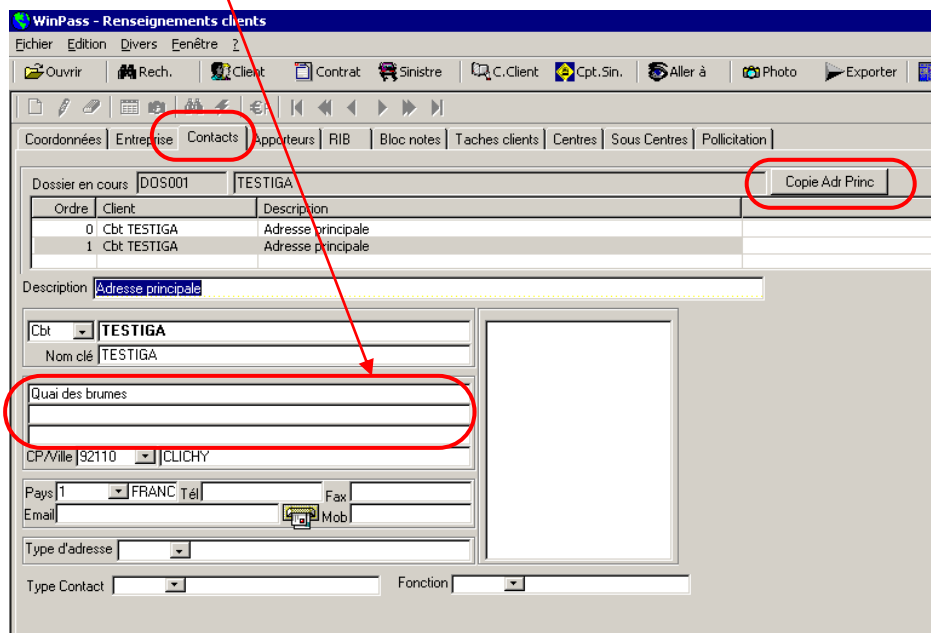 WinPass - Renseignements clients
Fichier Edition Divers Fenêtre ?
Ouvrir Rech. Client Contrat Sinistre C.Client Cpt.Sin. Aller à Photo Exporter
Coordonnées Entreprise Contacts Apporteurs RIB Bloc notes Taches clients Centres Sous Centres Pollicitation
Dossier en cours DOS001 TESTIGA Copie Adr Princ
Ordre Client Description
0 Cbt TESTIGA Adresse principale
1 Cbt TESTIGA Adresse principale
Description Adresse principale
Cbt TESTIGA
Nom clé TESTIGA
Quai des brumes
CP/Ville 92110 CLICHY
Pays 1 FRANC Tél Fax
Email Mob
Type d'adresse
Type Contact Fonction